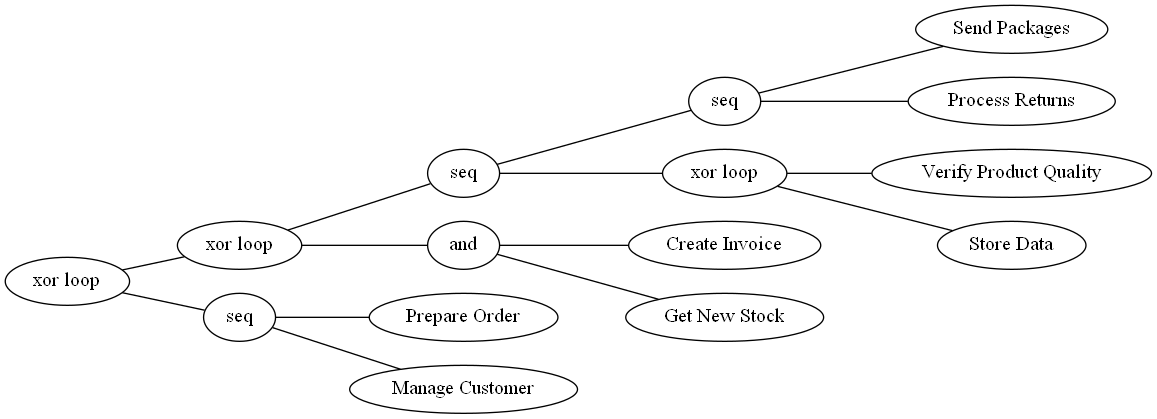 Send Packages
seq
Process Returns
seq
xor loop
Verify Product Quality
xor loop
and
Create Invoice
Store Data
xor loop
seq
Prepare Order
Get New Stock
Manage Customer